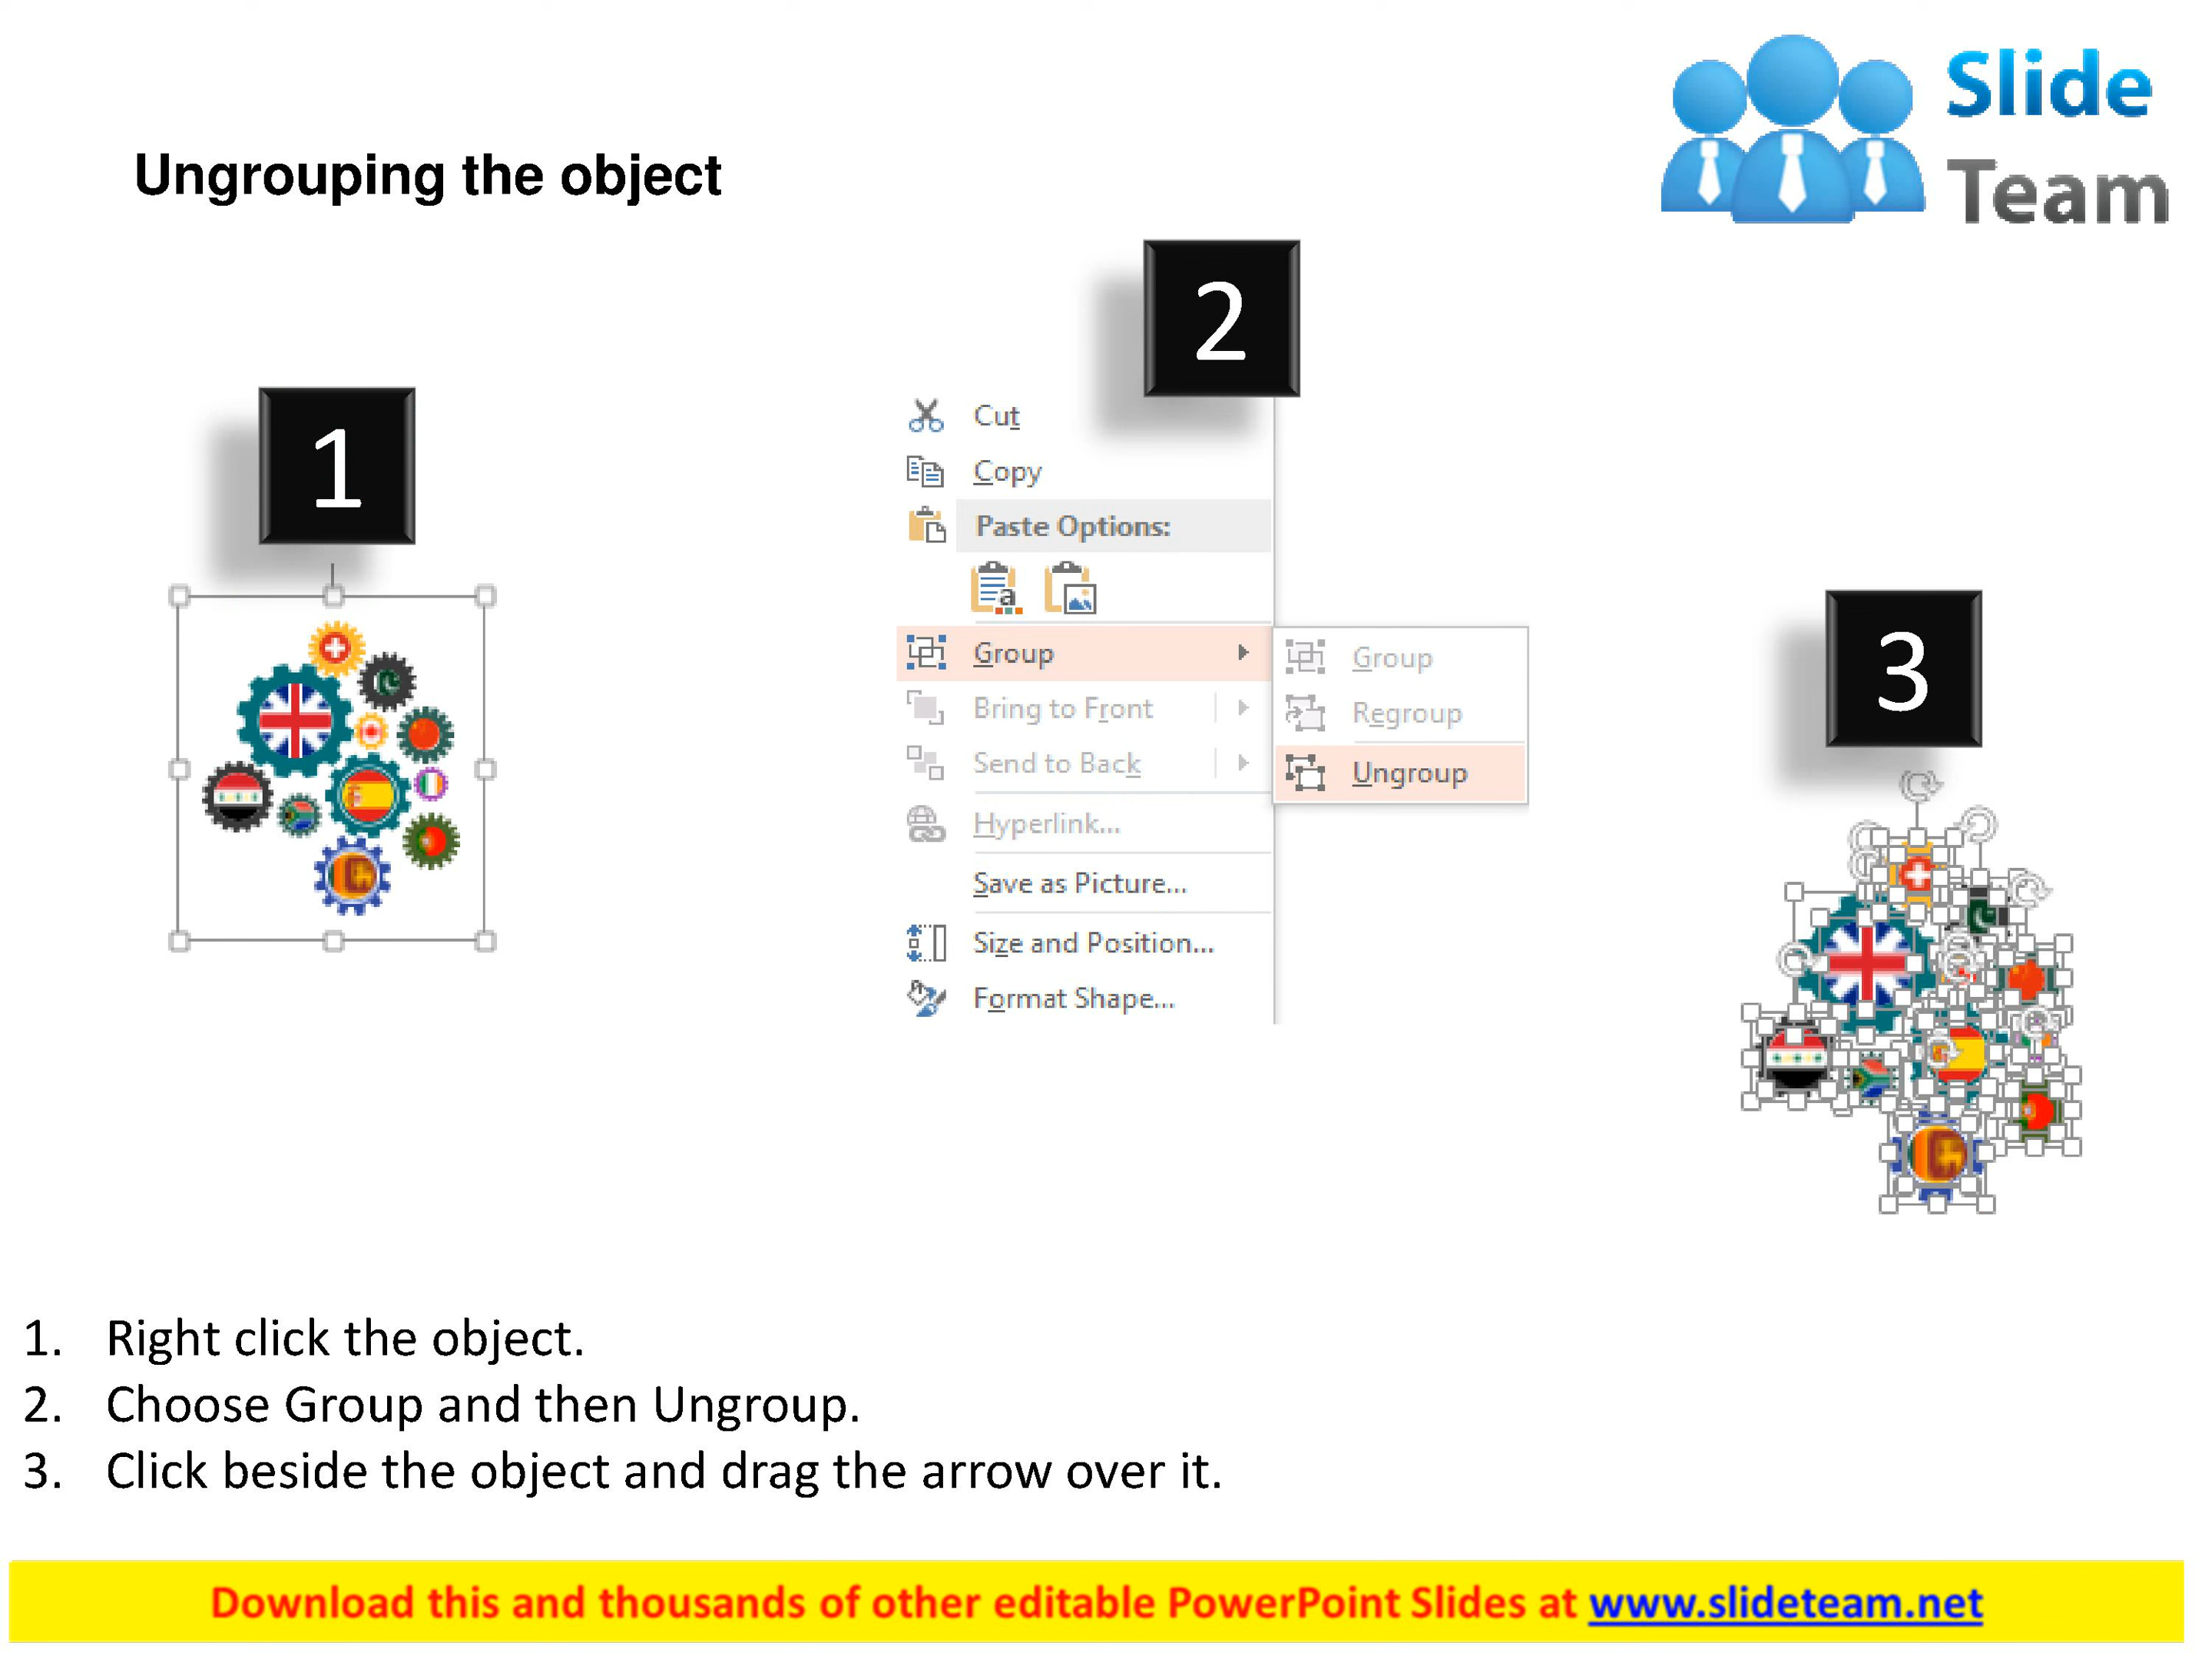 Slide
Team
Ungrouping the object
1
2
3
Cut
Copy
Paste Options:
a
Group
Bring to Front
Send to Back
Hyperlink...
Save as Picture...
Size and Position...
Format Shape...
Group
Regroup
Ungroup
1. Right click the object.
2. Choose Group and then Ungroup.
3. Click beside the object and drag the arrow over it.
Download this and thousands of other editable PowerPoint Slides at www.slideteam.net